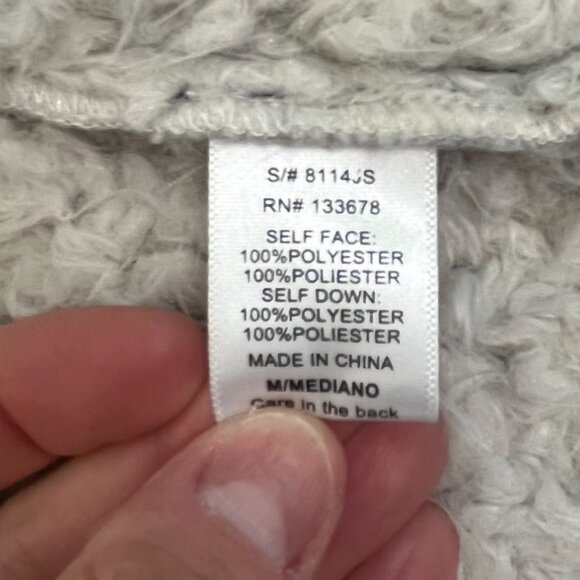 S/# 8114JS
RN# 133678
SELF FACE:
100%POLYESTER
100%POLIESTER
SELF DOWN:
100%POLYESTER
100%POLIESTER
MADE IN CHINA
M/MEDIANO
Care in the back